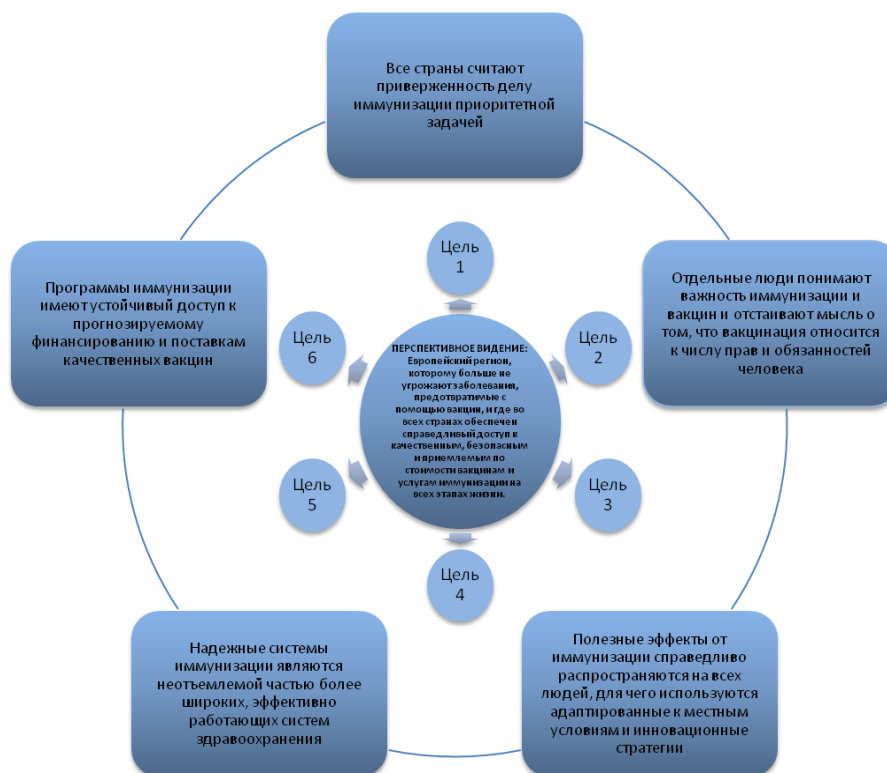 Все страны считают
приверженность делу
иммунизации приоритетной
задачей
Цель
1
Программы иммунизации
имеют устойчивый доступ к
прогнозируемому
финансированию и поставкам
качественных вакцин
Отдельные люди понимают
важность иммунизации и
вакцин и отстаивают мысль о
том, что вакцинация относится
к числу прав и обязанностей
человека
Цель
6
Цель
2
ПЕРСПЕКТИВНОЕ ВИДЕНИЕ:
Европейский регион,
которому больше не
угрожают заболевания,
предотвратимые с
помощью вакцин, и где во
всех странах обеспечен
справедливый доступ к
качественным, безопасным
и приемлемым по
стоимости вакцинам и
услугам иммунизации на
всех этапах жизни.
Цель
5
Цель
3
Цель
4
Надежные системы
иммунизации являются
неотъемлемой частью более
широких, эффективно
работающих систем
здравоохранения
Полезные эффекты от
иммунизации справедливо
распространяются на всех
людей, для чего используются
адаптированные к местным
условиям и инновационные
стратегии